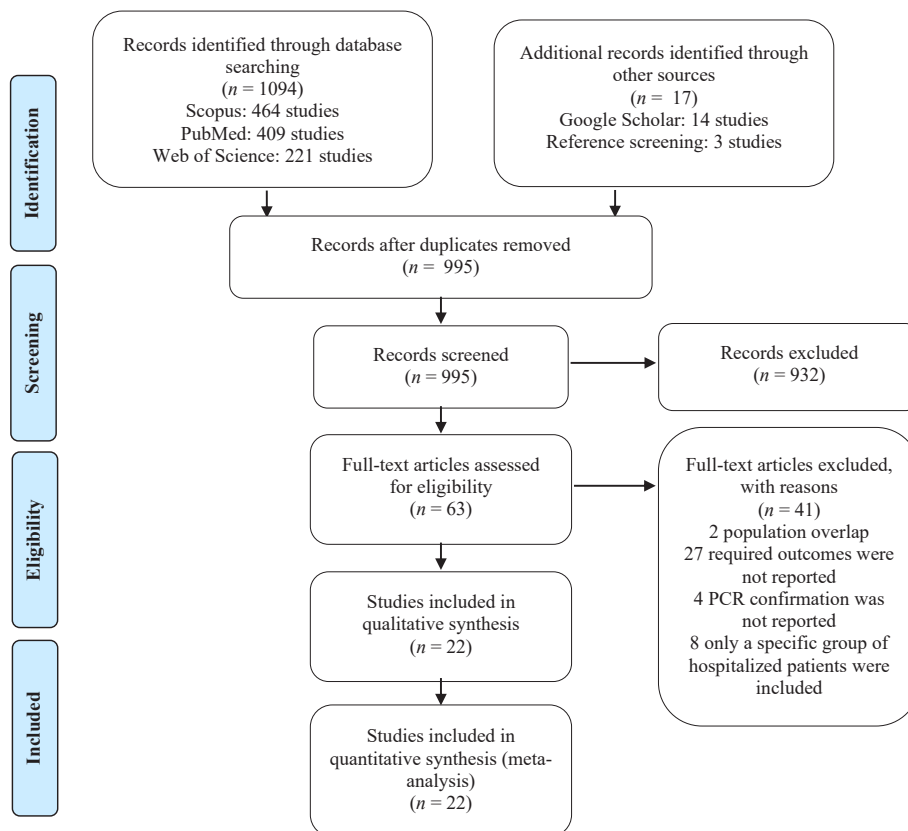 Identification
Records identified through database
searching
(n = 1094)
Scopus: 464 studies
PubMed: 409 studies
Web of Science: 221 studies
Additional records identified through
other sources
(n = 17)
Google Scholar: 14 studies
Reference screening: 3 studies
Records after duplicates removed
(n = 995)
Screening
Records screened
(n = 995)
Records excluded
(n = 932)
Eligibility
Full-text articles assessed
for eligibility
(n = 63)
Full-text articles excluded,
with reasons
(n = 41)
2 population overlap
27 required outcomes were
not reported
4 PCR confirmation was
not reported
8 only a specific group of
hospitalized patients were
included
Studies included in
qualitative synthesis
(n = 22)
Included
Studies included in
quantitative synthesis (meta-
analysis)
(n = 22)